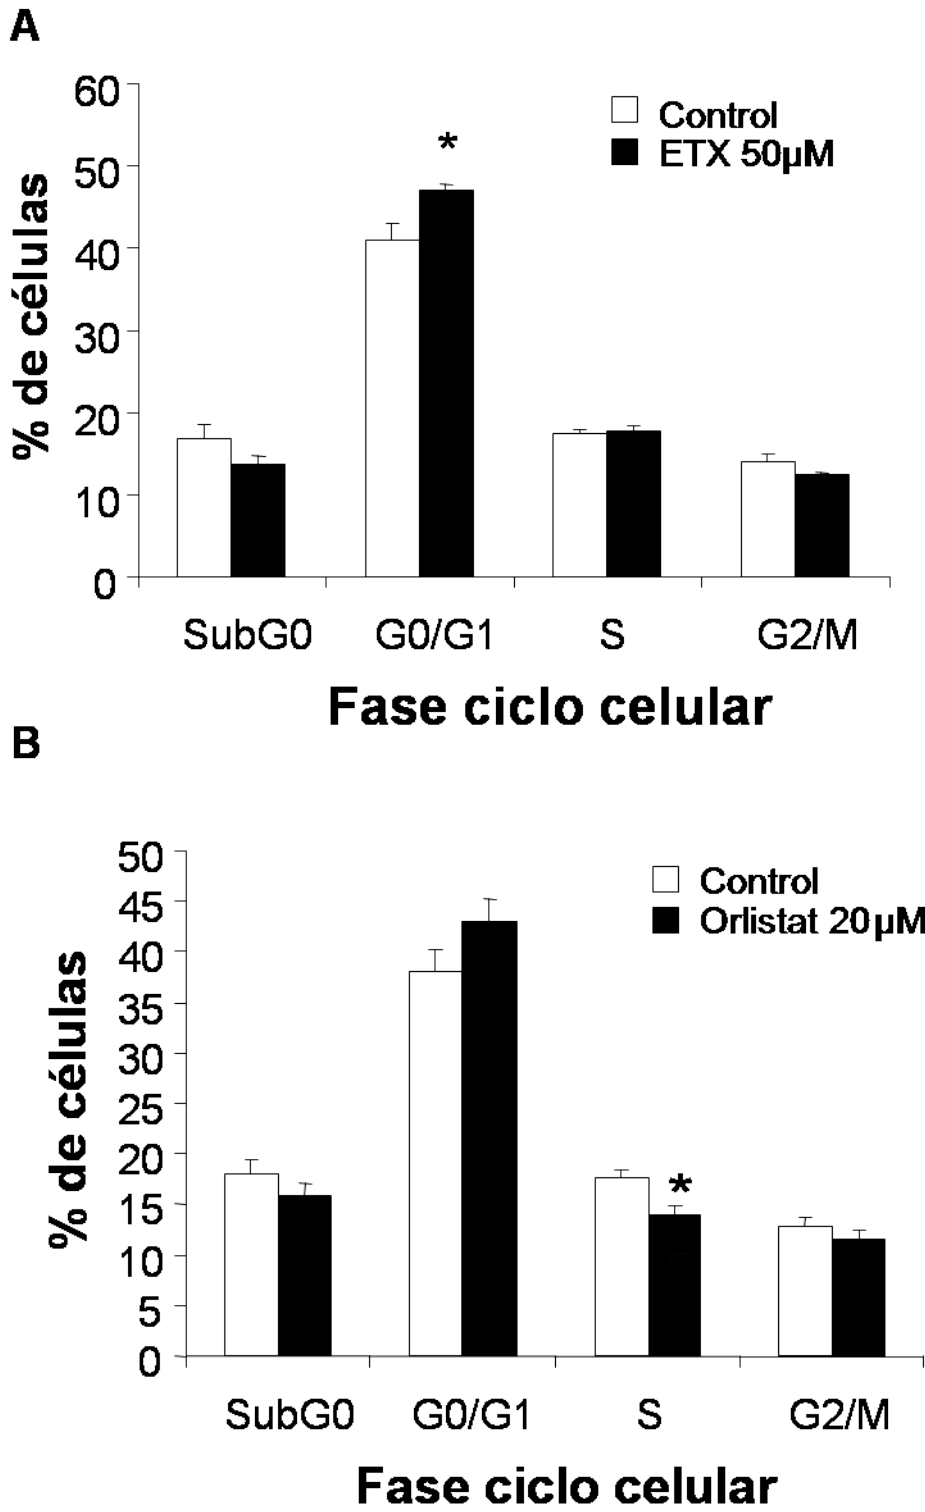 A
60
50
40
30
20
10
0
% de células
Control
ETX 50µM
*
SubG0 G0/G1 S G2/M
Fase ciclo celular
B
50
45
40
35
30
25
20
15
10
5
0
% de células
Control
Orlistat 20µM
*
SubG0 G0/G1 S G2/M
Fase ciclo celular